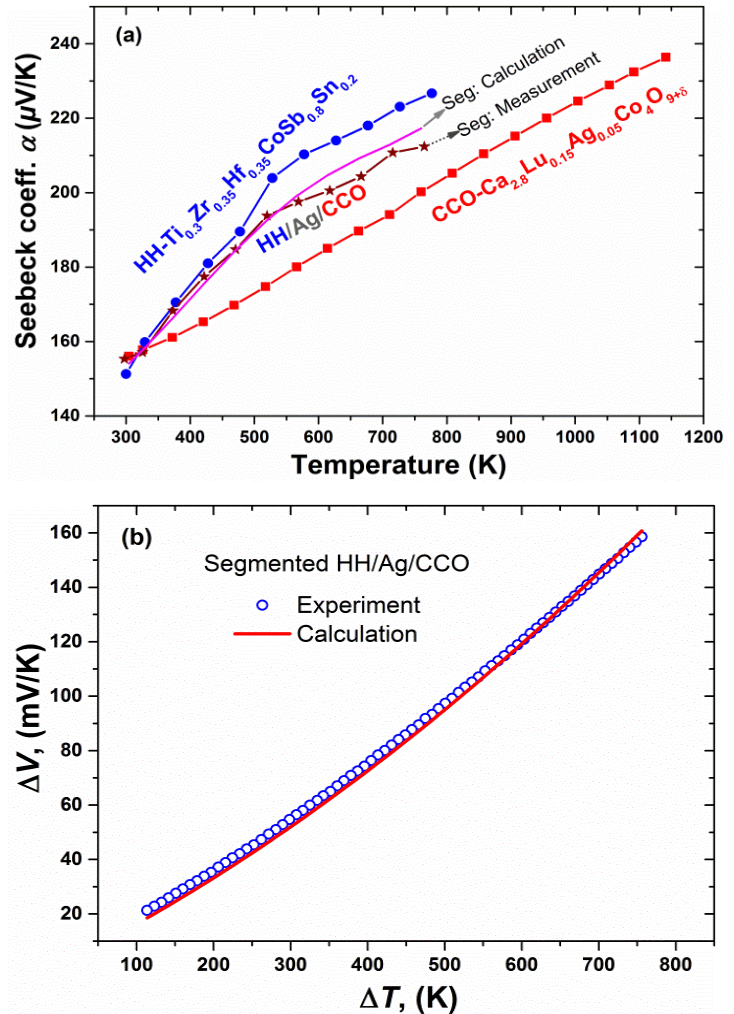 (a)
240
220
200
180
160
140
Seebeck coeff. α (μV/K)
HH-Ti0.3Zr0.35Hf0.35CoSb0.8Sn0.2
Seg: Calculation
Seg: Measurement
HH/Ag/CCO
CCO-Ca2.8Lu0.15Ag0.05Co4O9+δ
300 400 500 600 700 800 900 1000 1100 1200
Temperature (K)
(b)
160
140
120
100
80
60
40
20
ΔV, (mV/K)
Segmented HH/Ag/CCO
Experiment
Calculation
100 200 300 400 500 600 700 800
ΔT, (K)